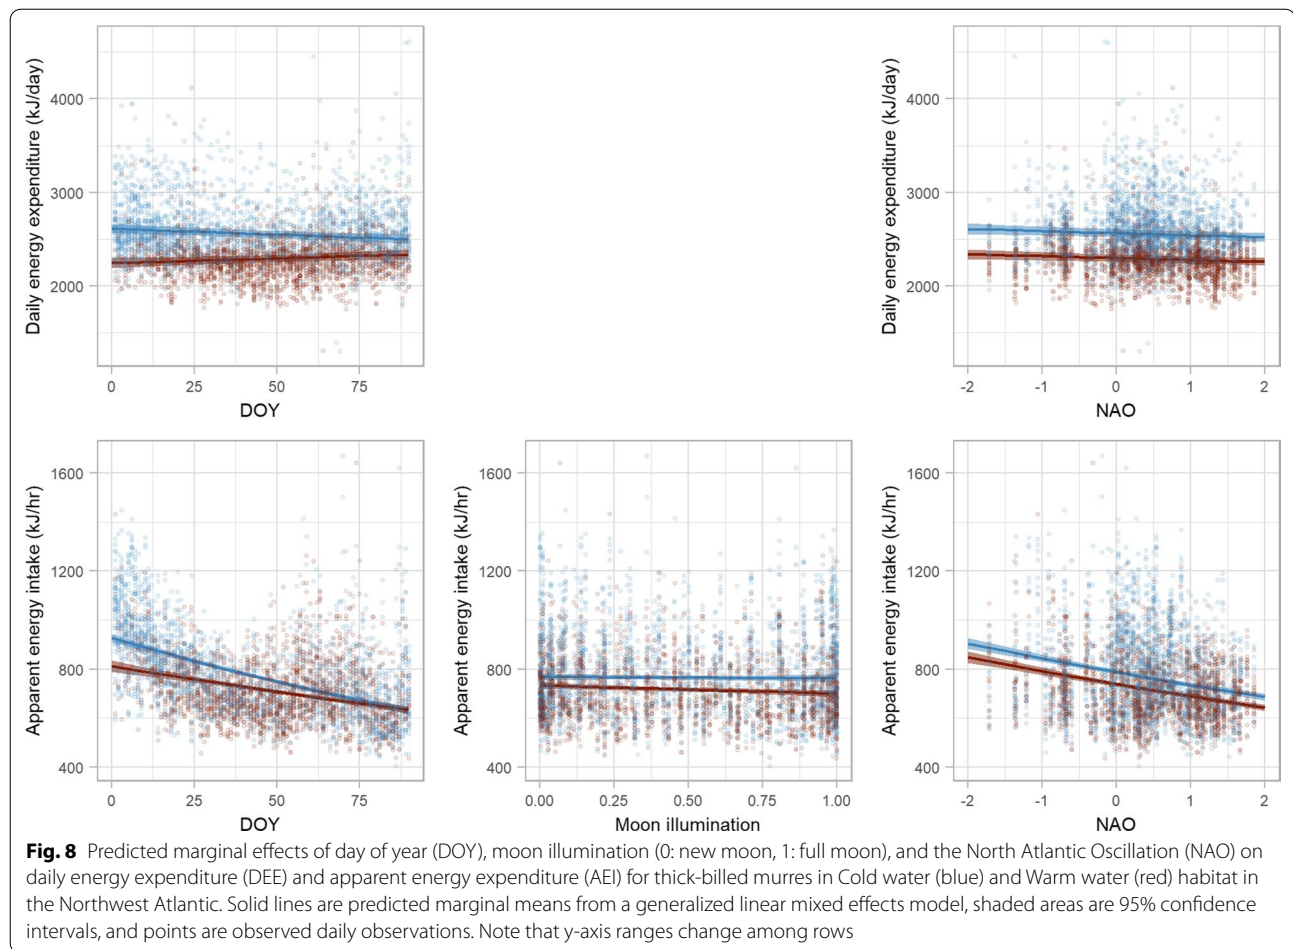 Daily energy expenditure (kJ/day)
4000
3000
2000
0 25 50 75
DOY
Daily energy expenditure (kJ/day)
4000
3000
2000
-2 -1 0 1 2
NAO
Apparent energy intake (kJ/hr)
1600
1200
800
400
0 25 50 75
DOY
Apparent energy intake (kJ/hr)
1600
1200
800
400
0.00 0.25 0.50 0.75 1.00
Moon illumination
Apparent energy intake (kJ/hr)
1600
1200
800
400
-2 -1 0 1 2
NAO
Fig. 8 Predicted marginal effects of day of year (DOY), moon illumination (0: new moon, 1: full moon), and the North Atlantic Oscillation (NAO) on
daily energy expenditure (DEE) and apparent energy expenditure (AEI) for thick-billed murres in Cold water (blue) and Warm water (red) habitat in
the Northwest Atlantic. Solid lines are predicted marginal means from a generalized linear mixed effects model, shaded areas are 95% confidence
intervals, and points are observed daily observations. Note that y-axis ranges change among rows